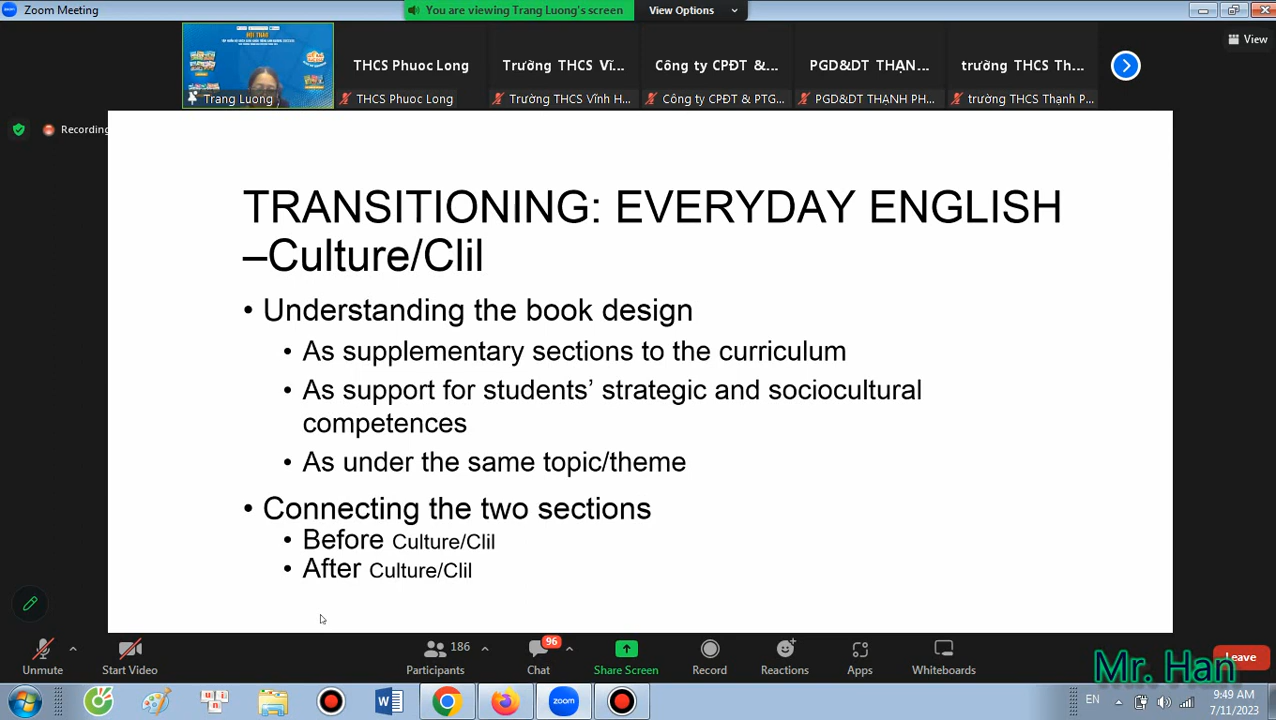 Zoom Meeting
You are viewing Trang Luong's screen
View Options
HỘI THẢO
THCS Phuoc Long
Trường THCS Vĩ...
Công ty CPĐT &...
PGD&DT THẠN...
trường THCS Th...
View
Trang Luong
THCS Phuoc Long
Trường THCS Vĩnh H...
Công ty CPĐT & PTG...
PGD&DT THẠNH PH...
trường THCS Thạnh P...
Recording
TRANSITIONING: EVERYDAY ENGLISH
–Culture/Clil
• Understanding the book design
• As supplementary sections to the curriculum
• As support for students’ strategic and sociocultural
competences
• As under the same topic/theme
• Connecting the two sections
• Before Culture/Clil
• After Culture/Clil
186
96
Unmute
Start Video
Participants
Chat
Share Screen
Record
Reactions
Apps
Whiteboards
Leave
Mr. Han
EN
9:49 AM
7/11/2023